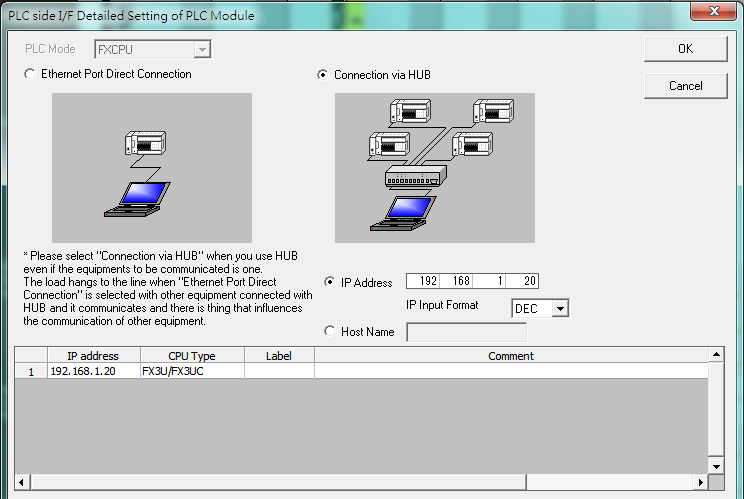 PLC side I/F Detailed Setting of PLC Module
PLC Mode FXCPU
OK
Ethernet Port Direct Connection
Connection via HUB
Cancel
* Please select "Connection via HUB" when you use HUB
even if the equipments to be communicated is one.
The load hangs to the line when "Ethernet Port Direct
Connection" is selected with other equipment connected with
HUB and it communicates and there is thing that influences
the communication of other equipment.
IP Address 192 168 1 20
IP Input Format DEC
Host Name
IP address CPU Type Label Comment
1 192.168.1.20 FX3U/FX3UC